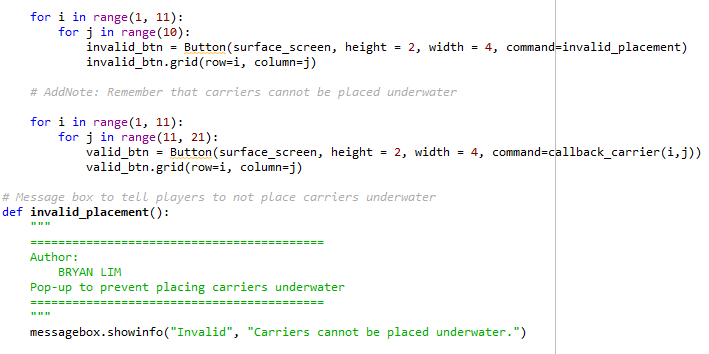 for i in range(1, 11):
    for j in range(10):
        invalid_btn = Button(surface_screen, height = 2, width = 4, command=invalid_placement)
        invalid_btn.grid(row=i, column=j)
# AddNote: Remember that carriers cannot be placed underwater
for i in range(1, 11):
    for j in range(11, 21):
        valid_btn = Button(surface_screen, height = 2, width = 4, command=callback_carrier(i,j))
        valid_btn.grid(row=i, column=j)
# Message box to tell players to not place carriers underwater
def invalid_placement():
    """
    ==========================================
    Author:
        BRYAN LIM
    Pop-up to prevent placing carriers underwater
    ==========================================
    """
    messagebox.showinfo("Invalid", "Carriers cannot be placed underwater.")